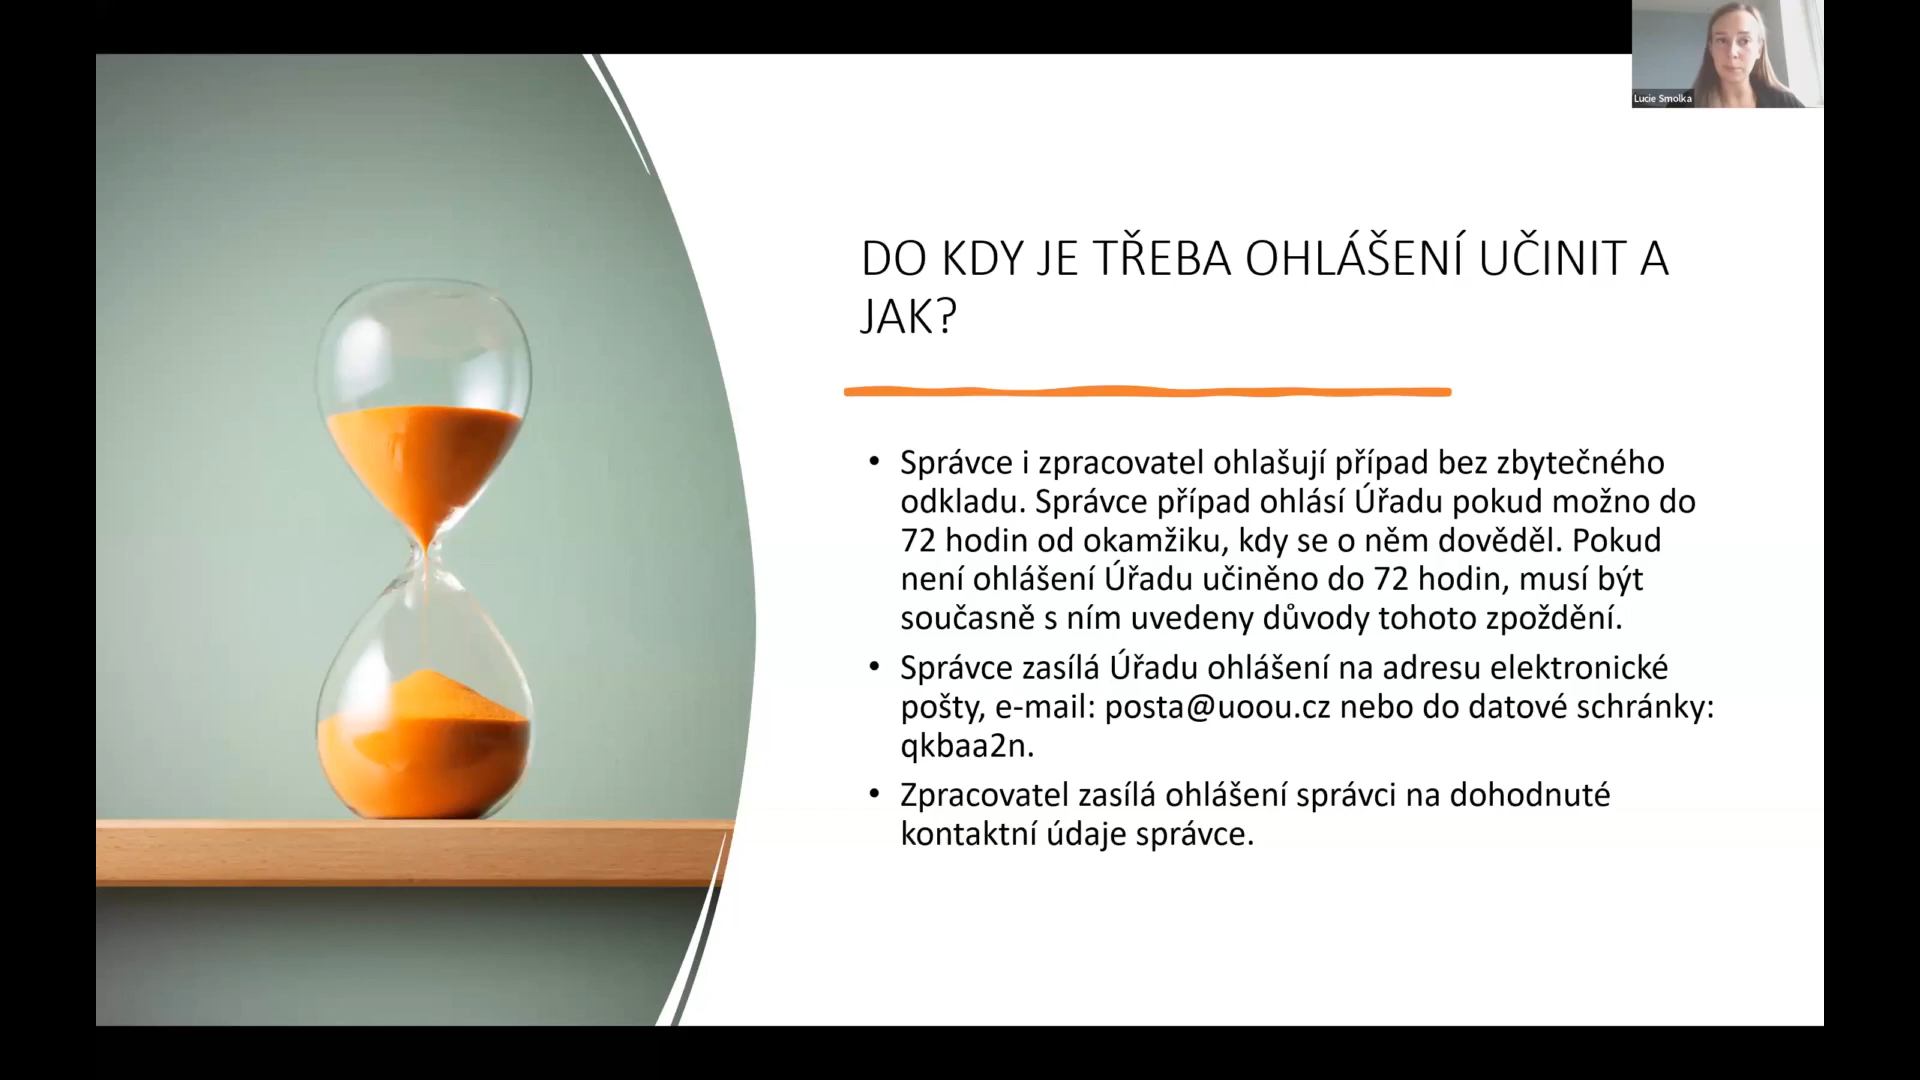 Lucie Smolka
DO KDY JE TŘEBA OHLÁŠENÍ UČINIT A
JAK?
• Správce i zpracovatel ohlašují případ bez zbytečného
odkladu. Správce případ ohlásí Úřadu pokud možno do
72 hodin od okamžiku, kdy se o něm dověděl. Pokud
není ohlášení Úřadu učiněno do 72 hodin, musí být
současně s ním uvedeny důvody tohoto zpoždění.
• Správce zasílá Úřadu ohlášení na adresu elektronické
pošty, e-mail: posta@uoou.cz nebo do datové schránky:
qkbaa2n.
• Zpracovatel zasílá ohlášení správci na dohodnuté
kontaktní údaje správce.